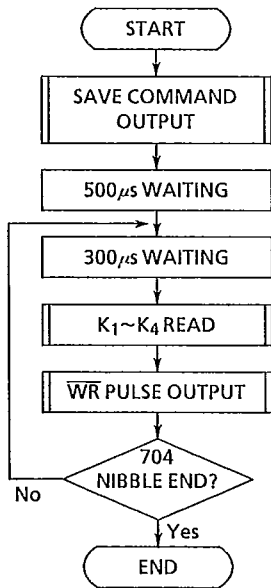 START
SAVE COMMAND
OUTPUT
500μs WAITING
300μs WAITING
K₁~K₄ READ
W̅R̅ PULSE OUTPUT
704
NIBBLE END?
No
Yes
END